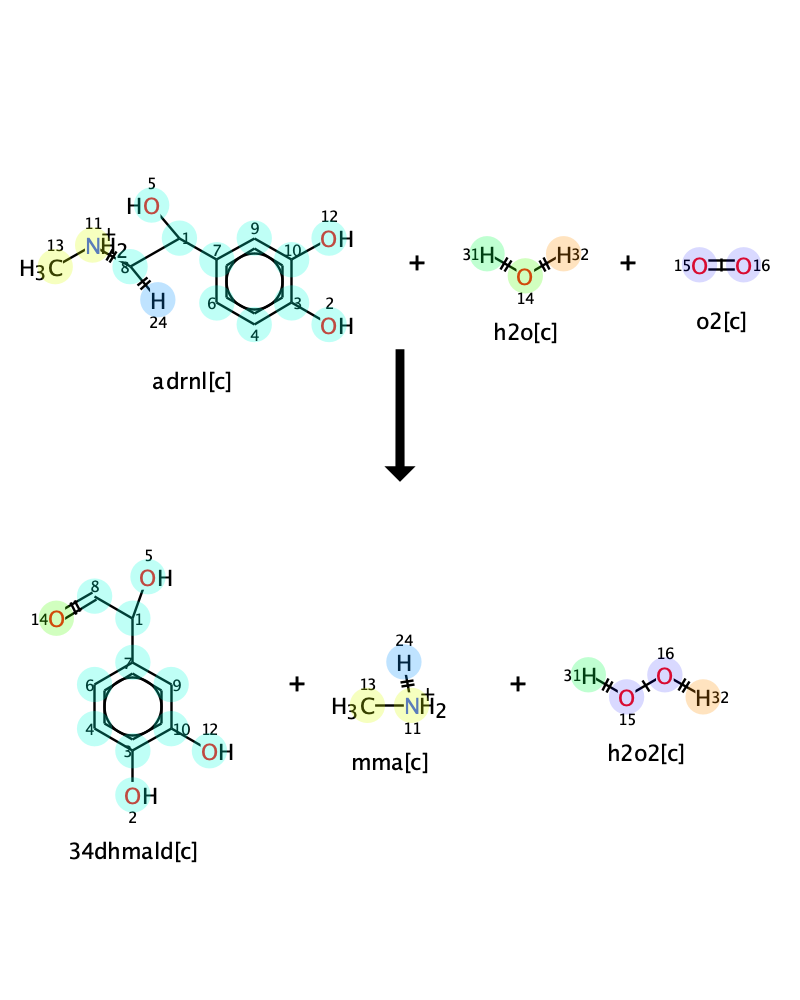 5
HO
11
+
NH2
13
H3C
8
H
24
1
7
9
10
12
OH
6
3
2
OH
4
adrnl[c]
+
31H
H32
O
14
h2o[c]
+
15O
O16
o2[c]
5
OH
8
14O
1
7
6
9
4
10
12
OH
3
OH
2
34dhmald[c]
+
24
H
13
+
H3C
NH2
11
mma[c]
+
31H
16
O
O
H32
15
h2o2[c]